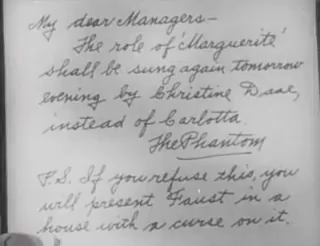 My dear Managers—
The role of 'Marguerite'
shall be sung again tomorrow
evening by Christine Daae,
instead of Carlotta.
The Phantom
P.S. If you refuse this, you
will present Faust in a
house with a curse on it.